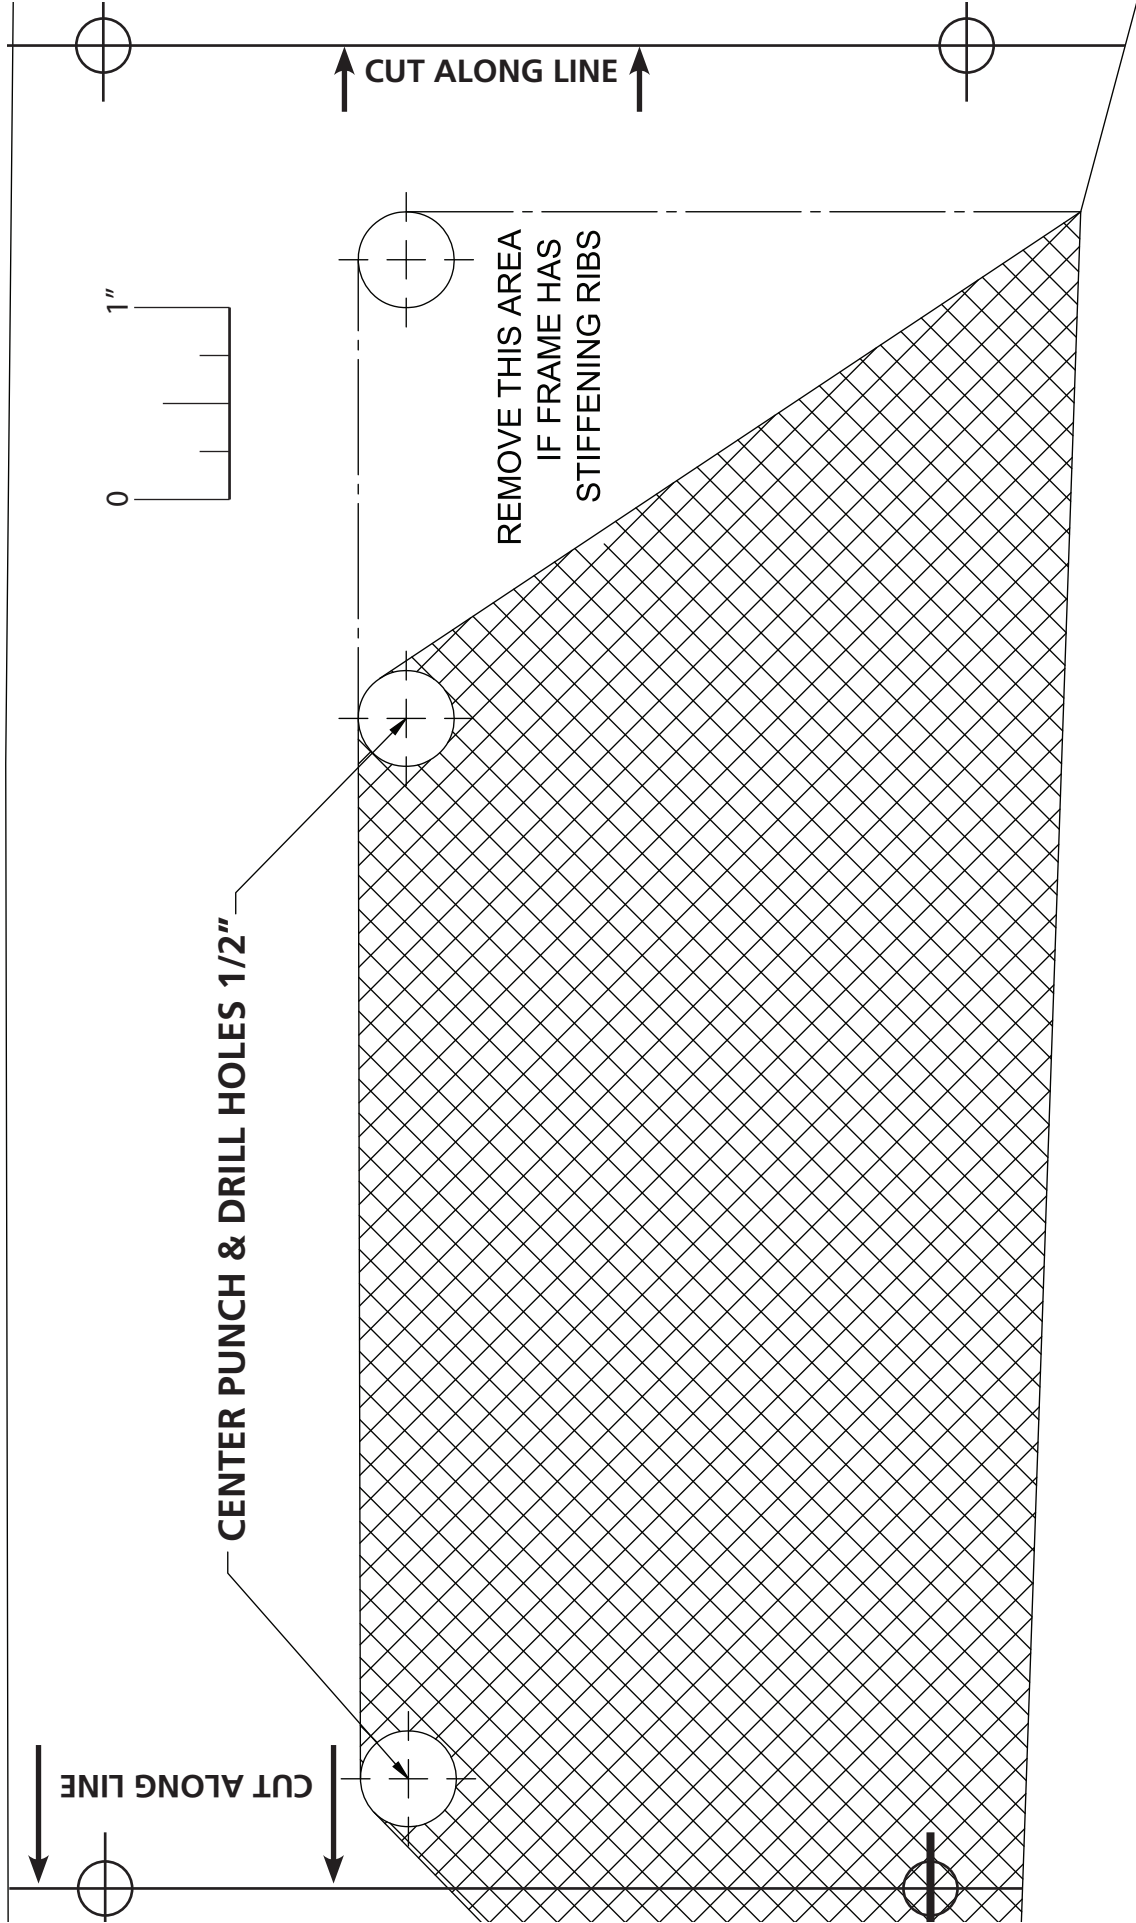 CUT ALONG LINE
0 1"
REMOVE THIS AREA
IF FRAME HAS
STIFFENING RIBS
CENTER PUNCH & DRILL HOLES 1/2"
CUT ALONG LINE